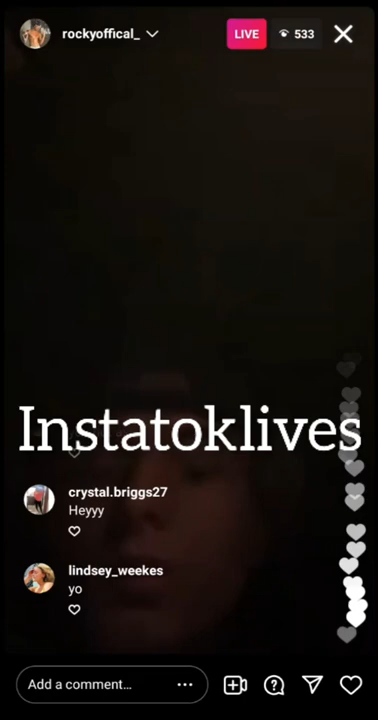 rockyoffical_
LIVE
533
Instatoklives
crystal.briggs27
Heyyy
lindsey_weekes
yo
Add a comment...